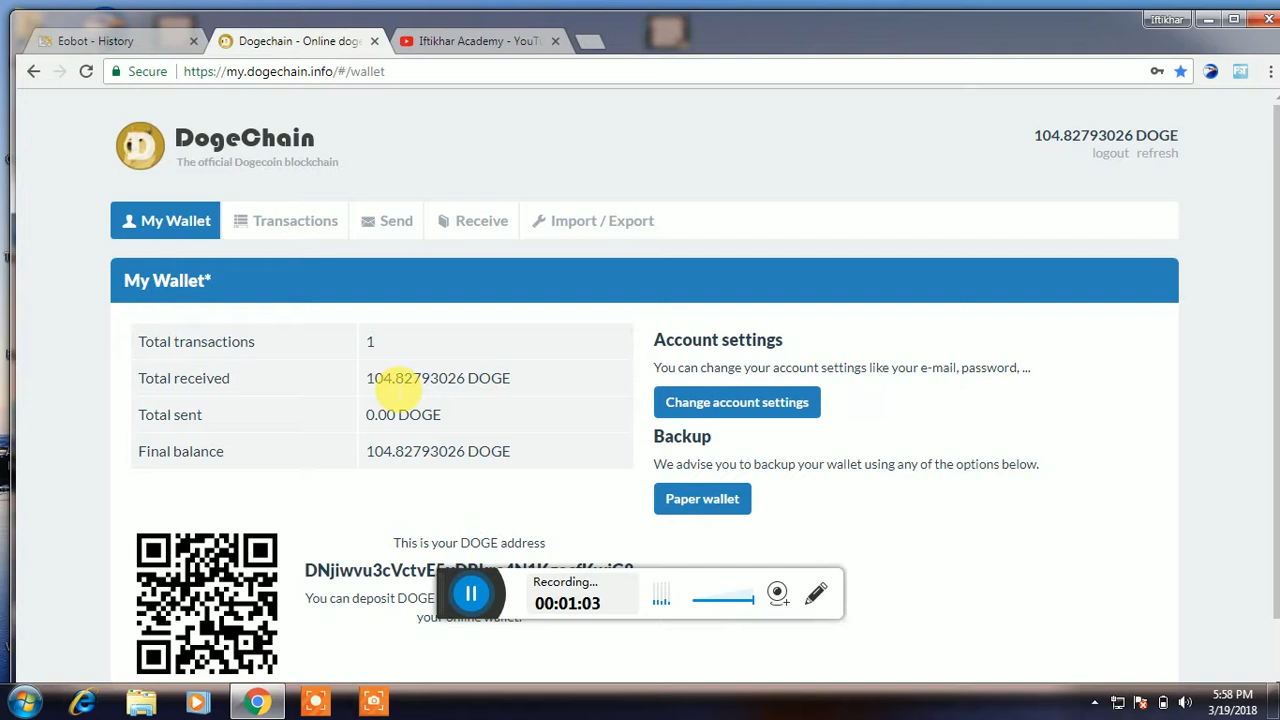 Iftikhar
Eobot - History
Dogechain - Online dog
Iftikhar Academy - YouT
Secure
https://my.dogechain.info/#/wallet
DogeChain
The official Dogecoin blockchain
104.82793026 DOGE
logout refresh
My Wallet Transactions Send Receive Import / Export
My Wallet*
Total transactions 1
Total received 104.82793026 DOGE
Total sent 0.00 DOGE
Final balance 104.82793026 DOGE
Account settings
You can change your account settings like your e-mail, password, ...
Change account settings
Backup
We advise you to backup your wallet using any of the options below.
Paper wallet
This is your DOGE address
You can deposit DOGE
your online wallet.
Recording...
00:01:03
5:58 PM
3/19/2018